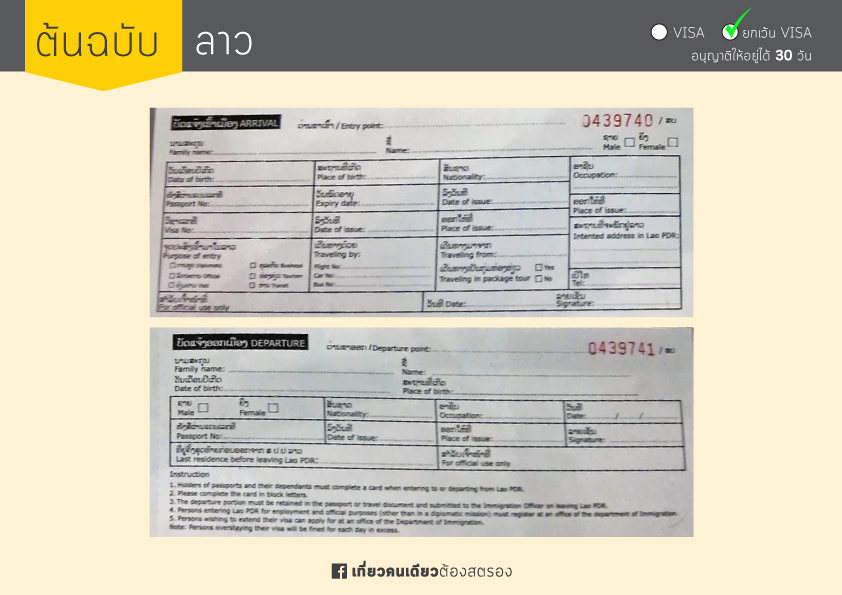 ต้นฉบับ ลาว
VISA ยกเว้น VISA
อนุญาติให้อยู่ได้ 30 วัน
ບັດແຈ້ງເຂົ້າເມືອງ ARRIVAL
ດ່ານຂາເຂົ້າ / Entry point:
0439740 / ສນ
ນາມສະກຸນ
Family name:
ຊື່
Name:
ຊາຍ
Male
ຍິງ
Female
ວັນເດືອນປີເກີດ
Date of birth:
ສະຖານທີ່ເກີດ
Place of birth:
ສັນຊາດ
Nationality:
ອາຊີບ
Occupation:
ໜັງສືຜ່ານແດນເລກທີ
Passport No:
ວັນໝົດອາຍຸ
Expiry date:
ລົງວັນທີ
Date of issue:
ອອກໃຫ້ທີ່
Place of issue:
ວີຊາເລກທີ
Visa No:
ລົງວັນທີ
Date of issue:
ອອກໃຫ້ທີ່
Place of issue:
ສະຖານທີ່ພັກຢູ່ລາວ
Intented address in Lao PDR:
ຈຸດປະສົງເຂົ້າມາໃນລາວ
Purpose of entry
Diplomatic
Business
Official
Tourism
Visit
Transit
ເດີນທາງດ້ວຍ
Traveling by:
Flight No:
Car No:
Bus No:
ເດີນທາງມາຈາກ
Traveling from:
ເດີນທາງເປັນກຸ່ມທ່ອງທ່ຽວ
Traveling in package tour
Yes
No
ເບີໂທ
Tel:
ສໍາລັບເຈົ້າໜ້າທີ່
For official use only
ວັນທີ Date:
ລາຍເຊັນ
Signature:
ບັດແຈ້ງອອກເມືອງ DEPARTURE
ດ່ານຂາອອກ /Departure point:
0439741 / ສນ
ນາມສະກຸນ
Family name:
ຊື່
Name:
ວັນເດືອນປີເກີດ
Date of birth:
ສະຖານທີ່ເກີດ
Place of birth:
ຊາຍ
Male
ຍິງ
Female
ສັນຊາດ
Nationality:
ອາຊີບ
Occupation:
ວັນທີ
Date: / /
ໜັງສືຜ່ານແດນເລກທີ
Passport No:
ລົງວັນທີ
Date of issue:
ອອກໃຫ້ທີ່
Place of issue:
ລາຍເຊັນ
Signature:
ທີ່ຢູ່ຄັ້ງສຸດທ້າຍກ່ອນອອກຈາກ ສ ປ ປ ລາວ
Last residence before leaving Lao PDR:
ສໍາລັບເຈົ້າໜ້າທີ່
For official use only
Instruction
1. Holders of passports and their dependants must complete a card when entering to or departing from Lao PDR.
2. Please complete the card in block letters.
3. The departure portion must be retained in the passport or travel document and submitted to the Immigration Officer on leaving Lao PDR.
4. Persons entering Lao PDR for employment and official purposes (other than in a diplomatic mission) must register at an office of the department of Immigration.
5. Persons wishing to extend their visa can apply for at an office of the Department of Immigration.
Note: Persons overstaying their visa will be fined for each day in excess.
เที่ยวคนเดียวต้องสตรอง